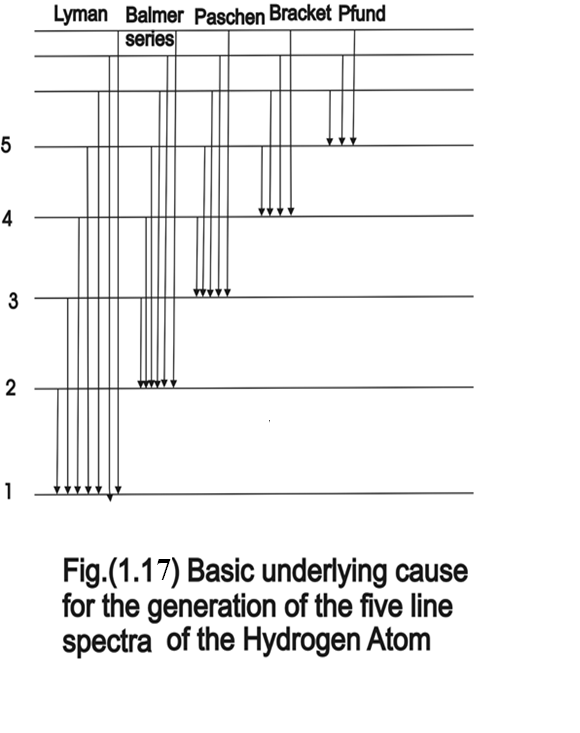 Lyman Balmer Paschen Bracket Pfund
series
5
4
3
2
1
Fig.(1.17) Basic underlying cause
for the generation of the five line
spectra of the Hydrogen Atom